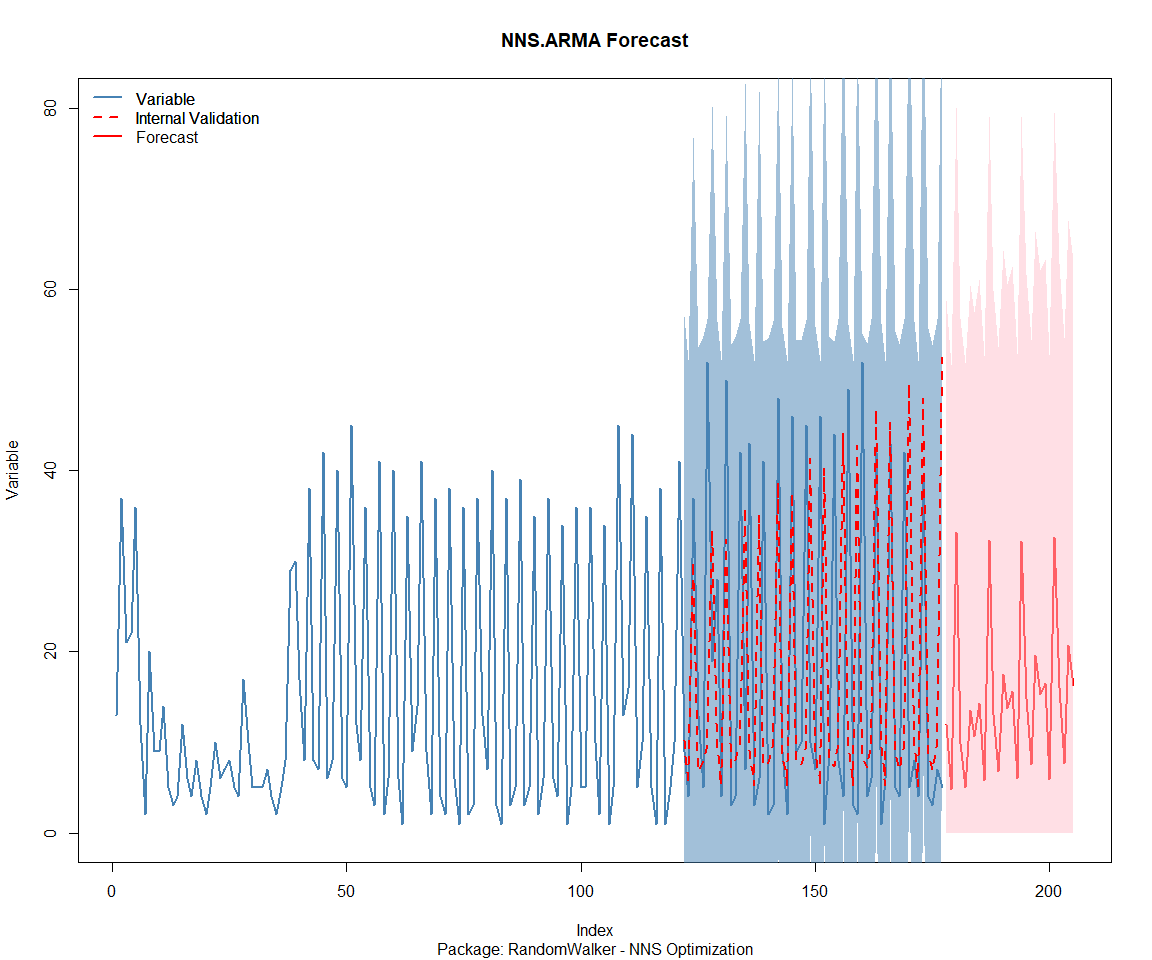 NNS.ARMA Forecast
Variable
Internal Validation
Forecast
80
60
40
20
0
Variable
0 50 100 150 200
Index
Package: RandomWalker - NNS Optimization